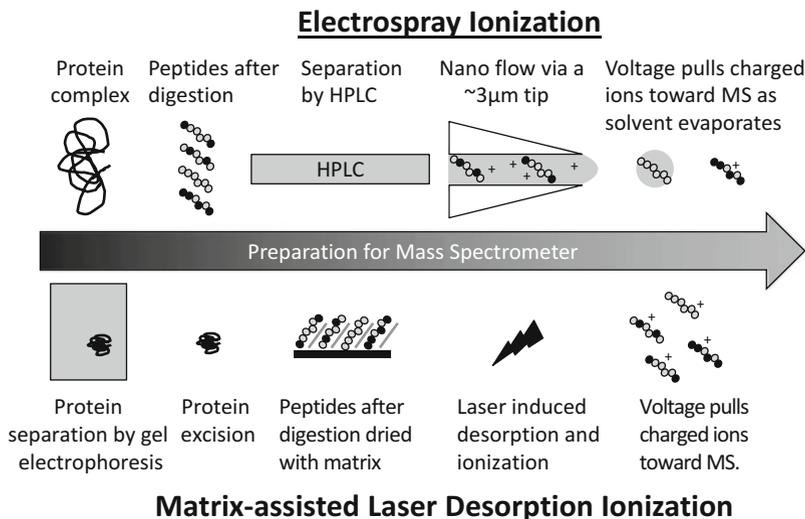 Electrospray Ionization
Protein
complex
Peptides after
digestion
Separation
by HPLC
Nano flow via a
~3µm tip
Voltage pulls charged
ions toward MS as
solvent evaporates
HPLC
+
+
+
+
+
Preparation for Mass Spectrometer
+
+
+
+
Protein
separation by gel
electrophoresis
Protein
excision
Peptides after
digestion dried
with matrix
Laser induced
desorption and
ionization
Voltage pulls
charged ions
toward MS.
Matrix-assisted Laser Desorption Ionization